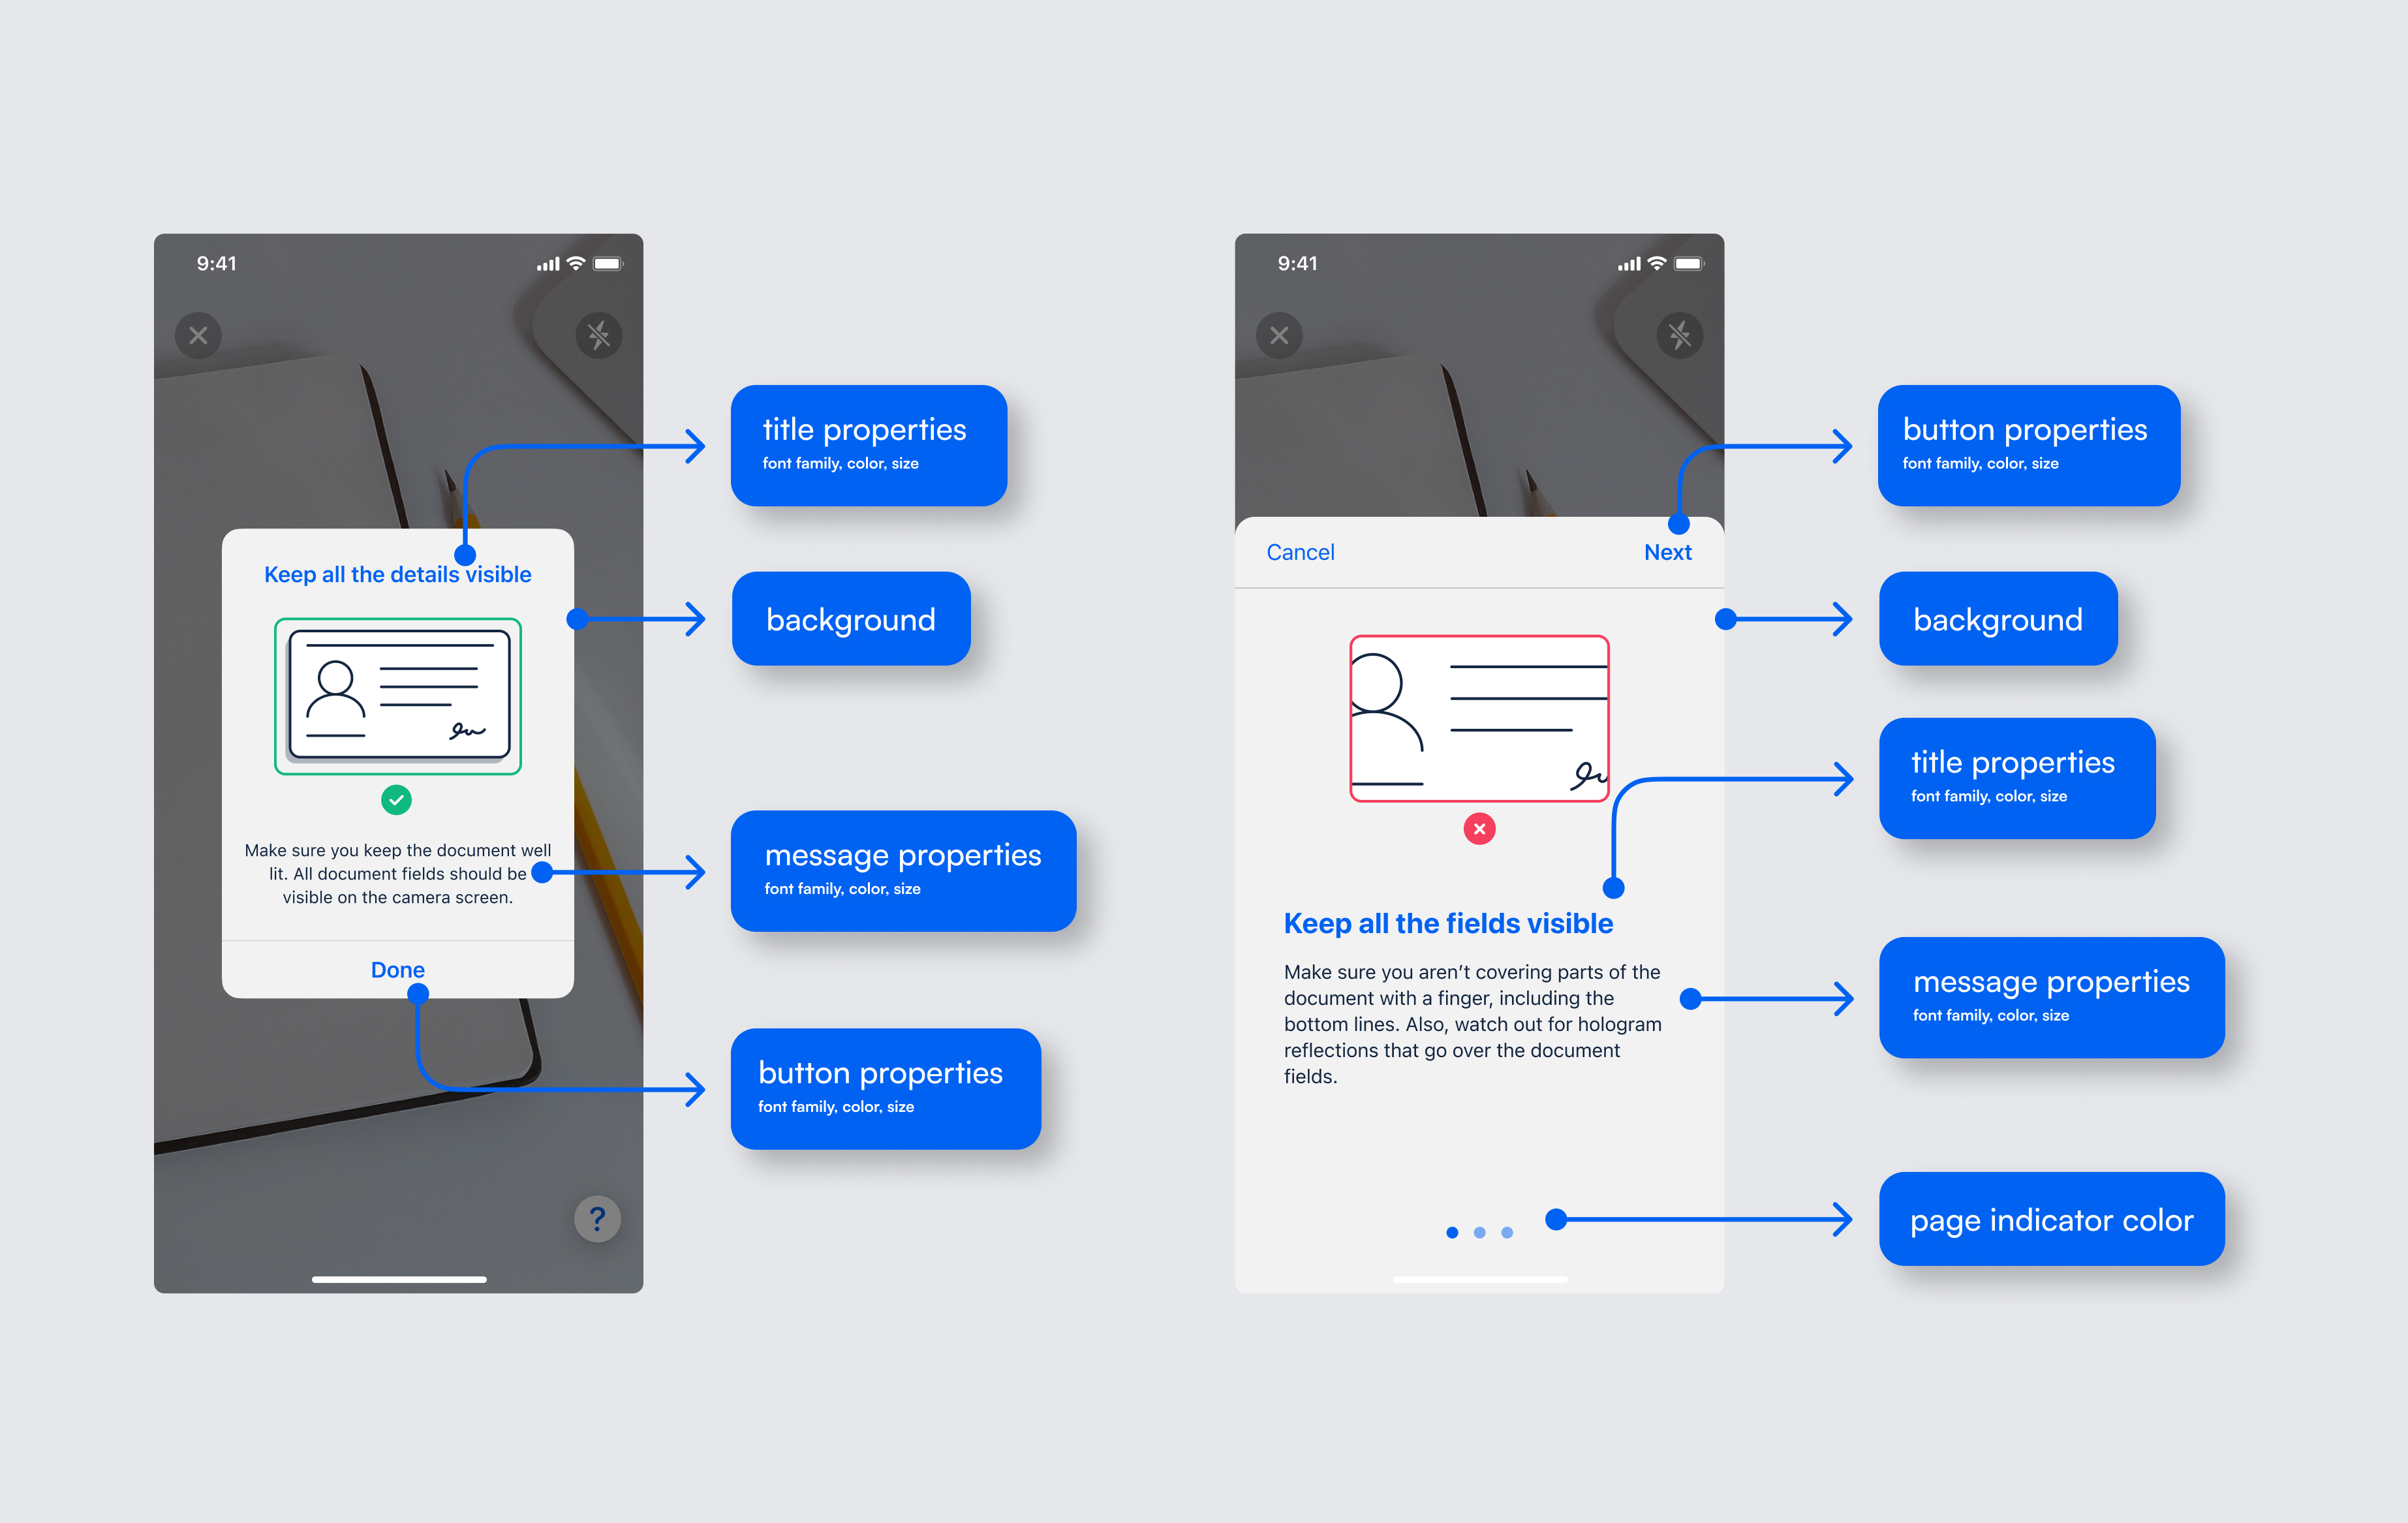 9:41
title properties
font family, color, size
Keep all the details visible
background
Make sure you keep the document well
lit. All document fields should be
visible on the camera screen.
message properties
font family, color, size
Done
button properties
font family, color, size
?
9:41
button properties
font family, color, size
Cancel
Next
background
title properties
font family, color, size
Keep all the fields visible
Make sure you aren’t covering parts of the
document with a finger, including the
bottom lines. Also, watch out for hologram
reflections that go over the document
fields.
message properties
font family, color, size
page indicator color